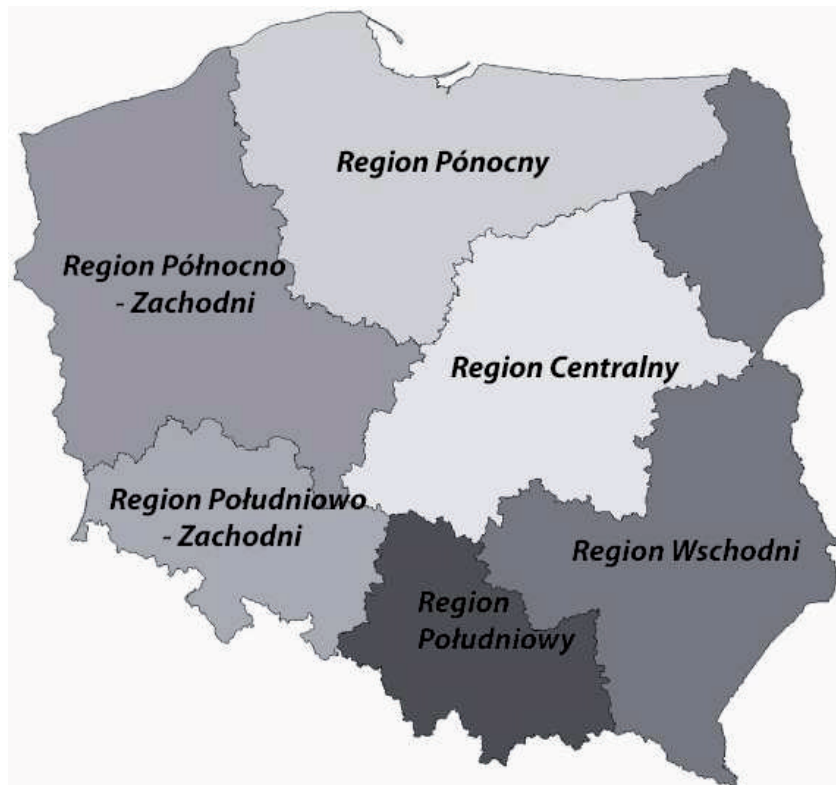 Region Pónocny
Region Północno
- Zachodni
Region Centralny
Region Południowo
- Zachodni
Region Wschodni
Region
Południowy